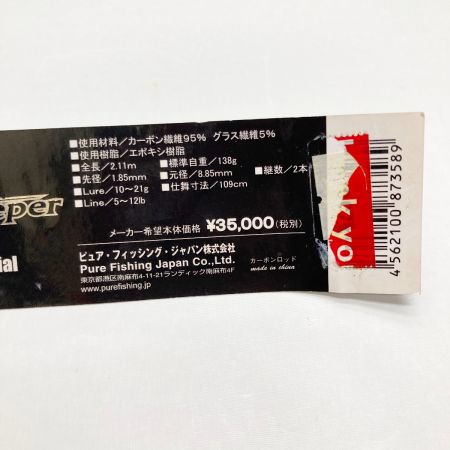 ■使用材料／カーボン繊維95％ グラス繊維5％
■使用樹脂／エポキシ樹脂
■全長／2.11m ■標準自重／138g ■継数／2本
■先径／1.85mm ■元径／8.85mm
■Lure／10〜21g ■仕舞寸法／109cm
■Line／5〜12lb
メーカー希望本体価格 ¥35,000(税別)
ピュア・フィッシング・ジャパン株式会社
Pure Fishing Japan Co.,Ltd.
東京都港区南麻布4-11-21ランディック南麻布4F
www.purefishing.jp
カーボンロッド
made in china
kyo
4562100873589